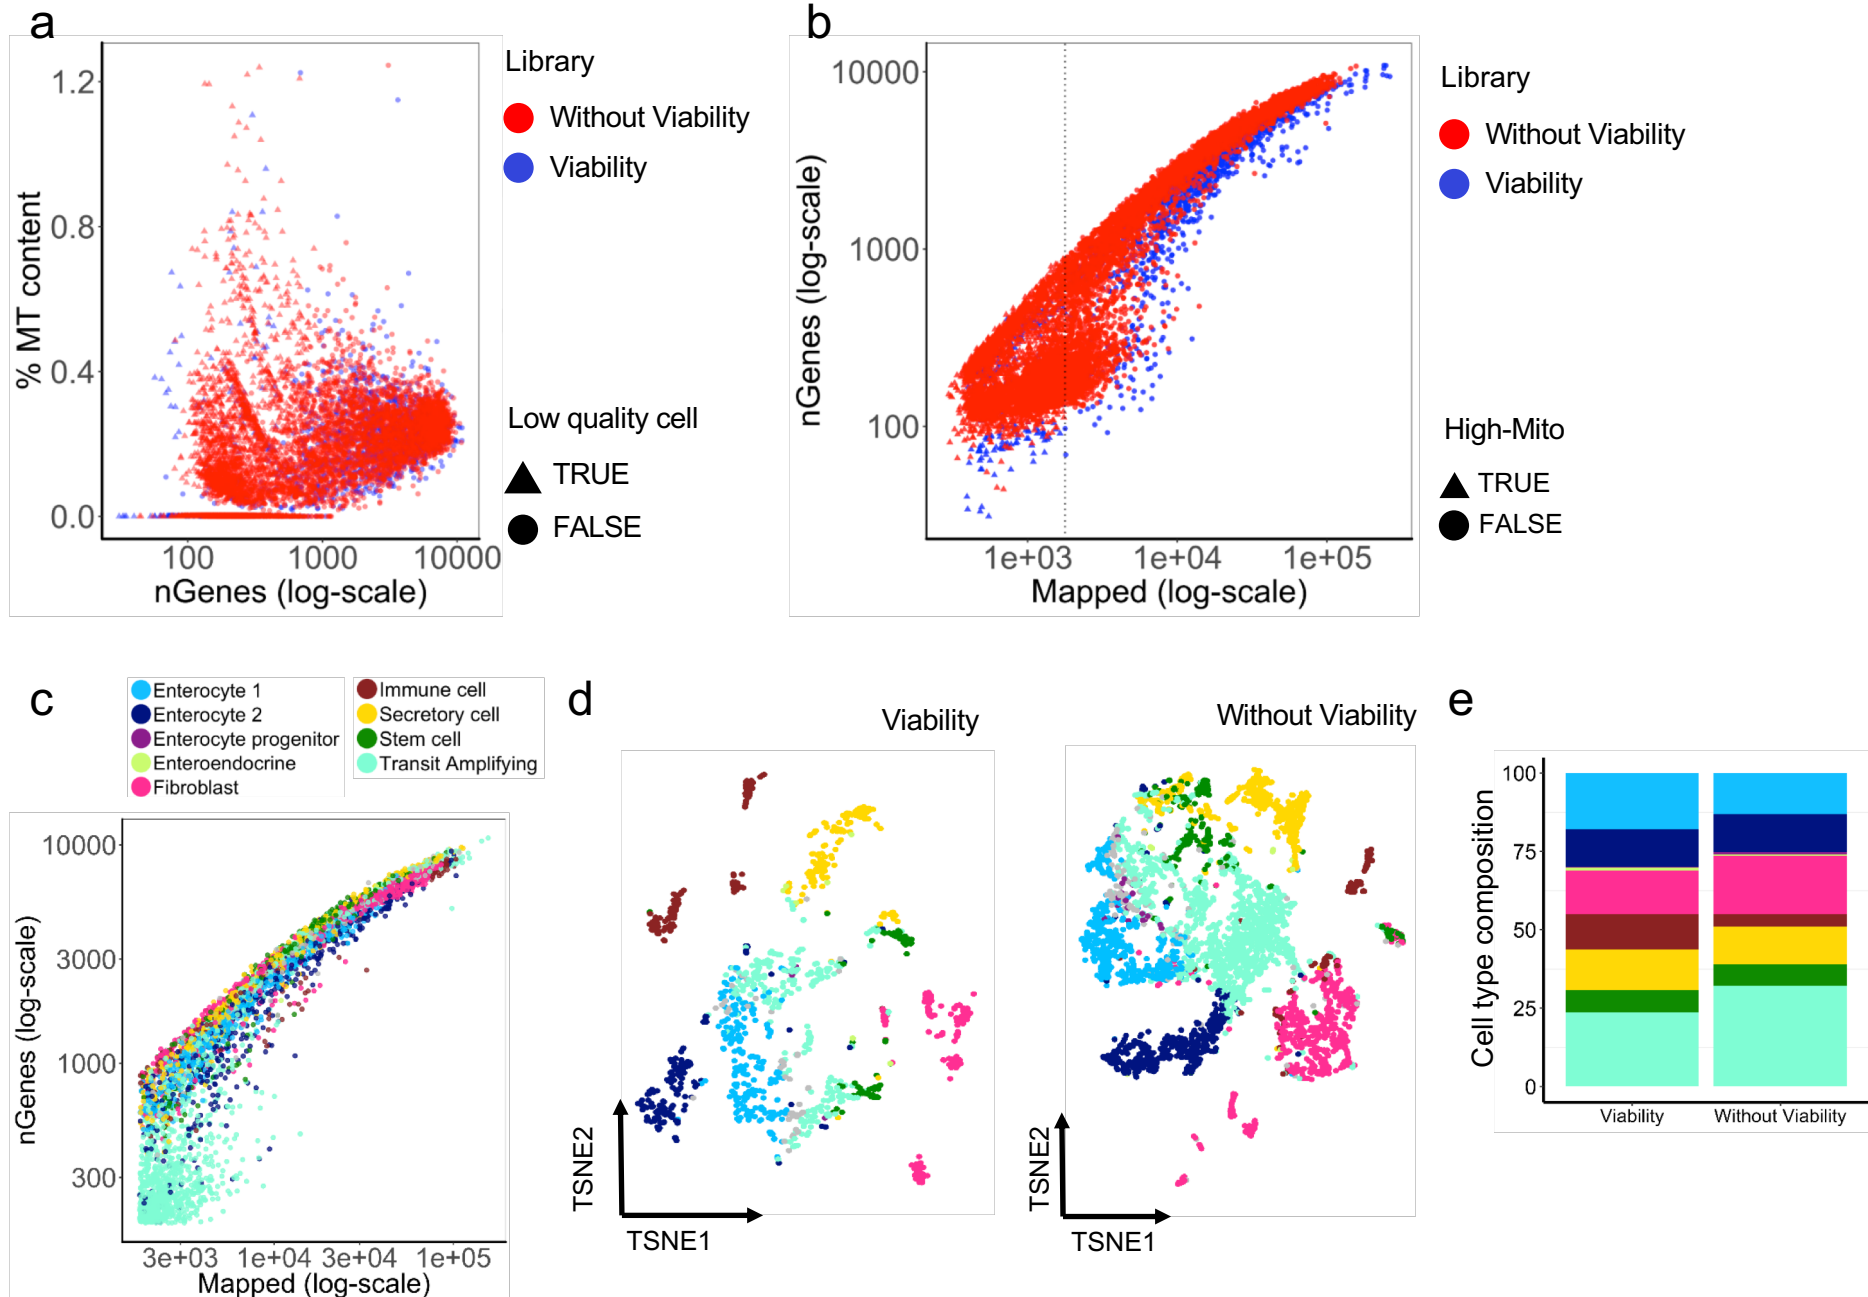 a
1.2
0.8
0.4
0.0
% MT content
100
1000
10000
nGenes (log-scale)
Library
Without Viability
Viability
Low quality cell
TRUE
FALSE
b
10000
1000
100
nGenes (log-scale)
1e+03
1e+04
1e+05
Mapped (log-scale)
Library
Without Viability
Viability
High-Mito
TRUE
FALSE
c
Enterocyte 1
Enterocyte 2
Enterocyte progenitor
Enteroendocrine
Fibroblast
Immune cell
Secretory cell
Stem cell
Transit Amplifying
10000
3000
1000
300
nGenes (log-scale)
3e+03
1e+04
3e+04
1e+05
Mapped (log-scale)
d
Viability
TSNE2
TSNE1
Without Viability
TSNE2
TSNE1
e
100
75
50
25
0
Cell type composition
Viability
Without Viability